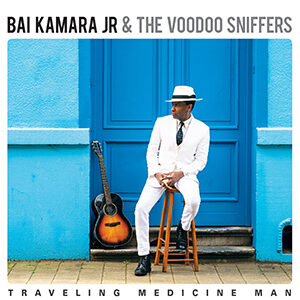 BAI KAMARA JR & THE VOODOO SNIFFERS
TRAVELING MEDICINE MAN